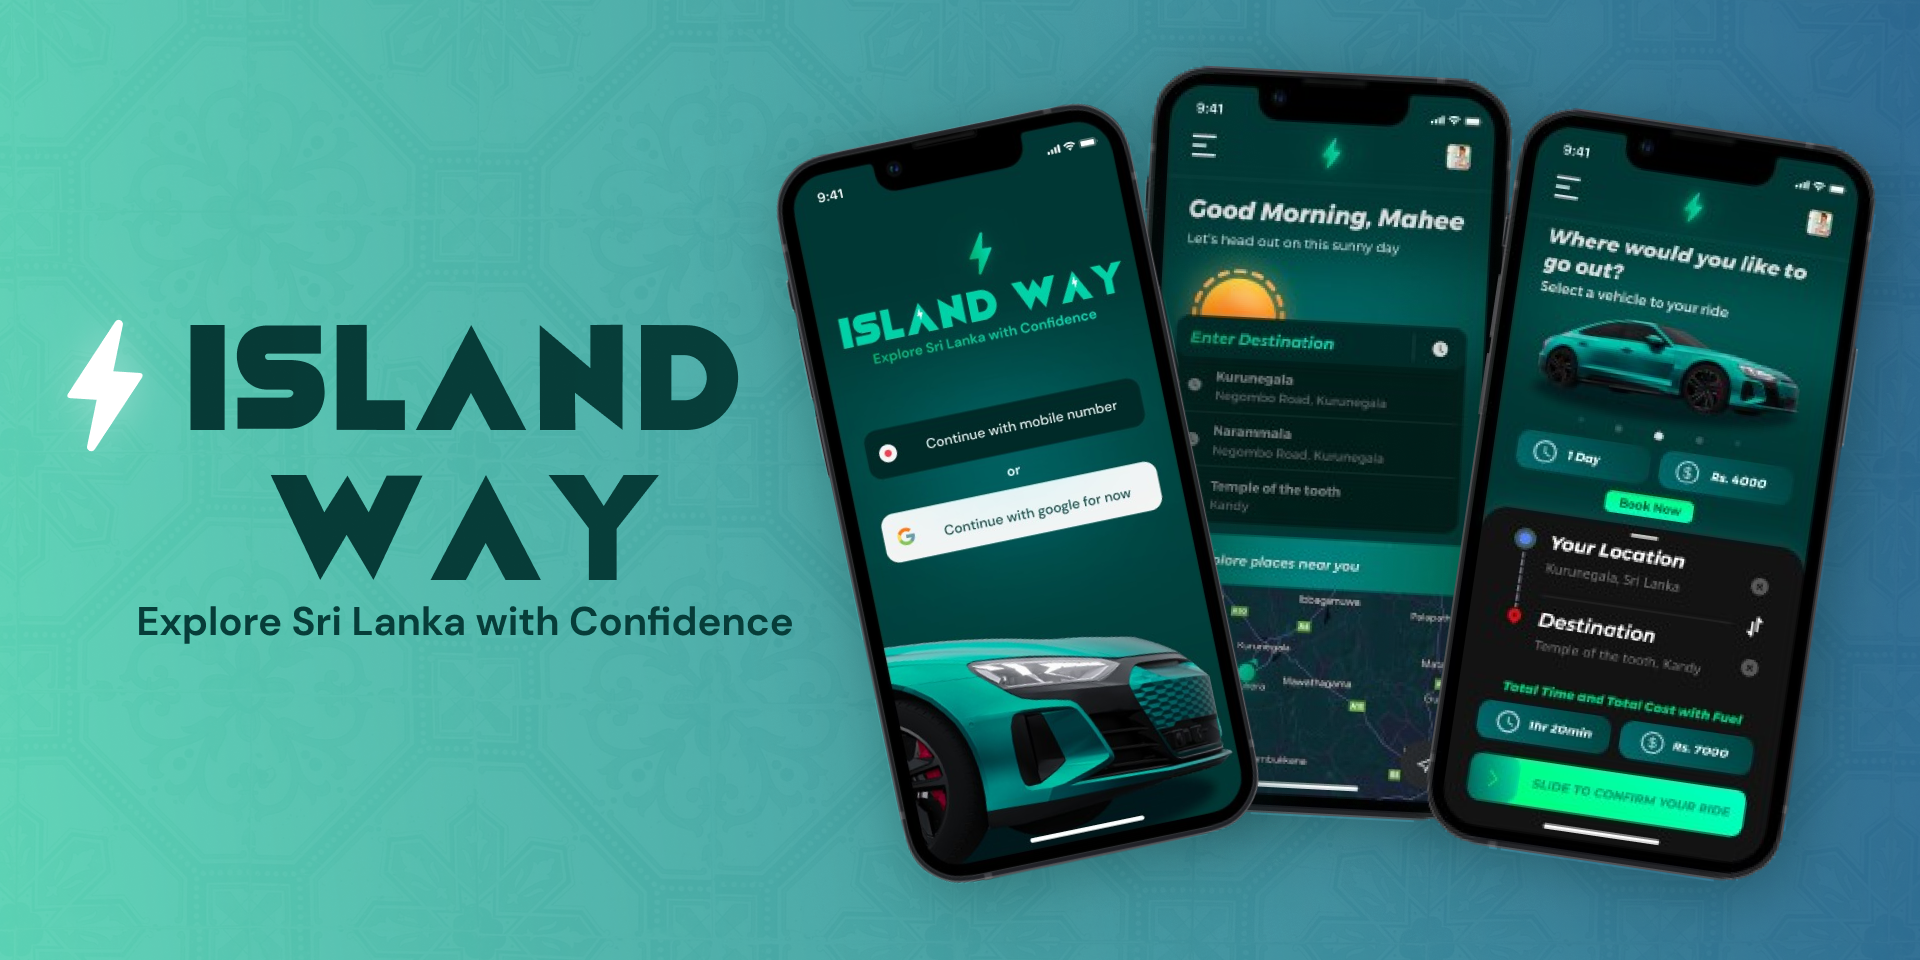 ISLAND
WAY
Explore Sri Lanka with Confidence
9:41
ISLAND WAY
Explore Sri Lanka with Confidence
Continue with mobile number
or
Continue with google for now
9:41
Good Morning, Mahee
Let's head out on this sunny day
Enter Destination
Kurunegala
Negombo Road, Kurunegala
Narammala
Negombo Road, Kurunegala
Temple of the tooth
Kandy
plore places near you
Ibbagamuwa
Kurunegala
Mawathagama
9:41
Where would you like to
go out?
Select a vehicle to your ride
1 Day
Rs. 4000
Book Now
Your Location
Kurunegala, Sri Lanka
Destination
Temple of the tooth, Kandy
Total Time and Total Cost with Fuel
1hr 20min
Rs. 7000
SLIDE TO CONFIRM YOUR RIDE